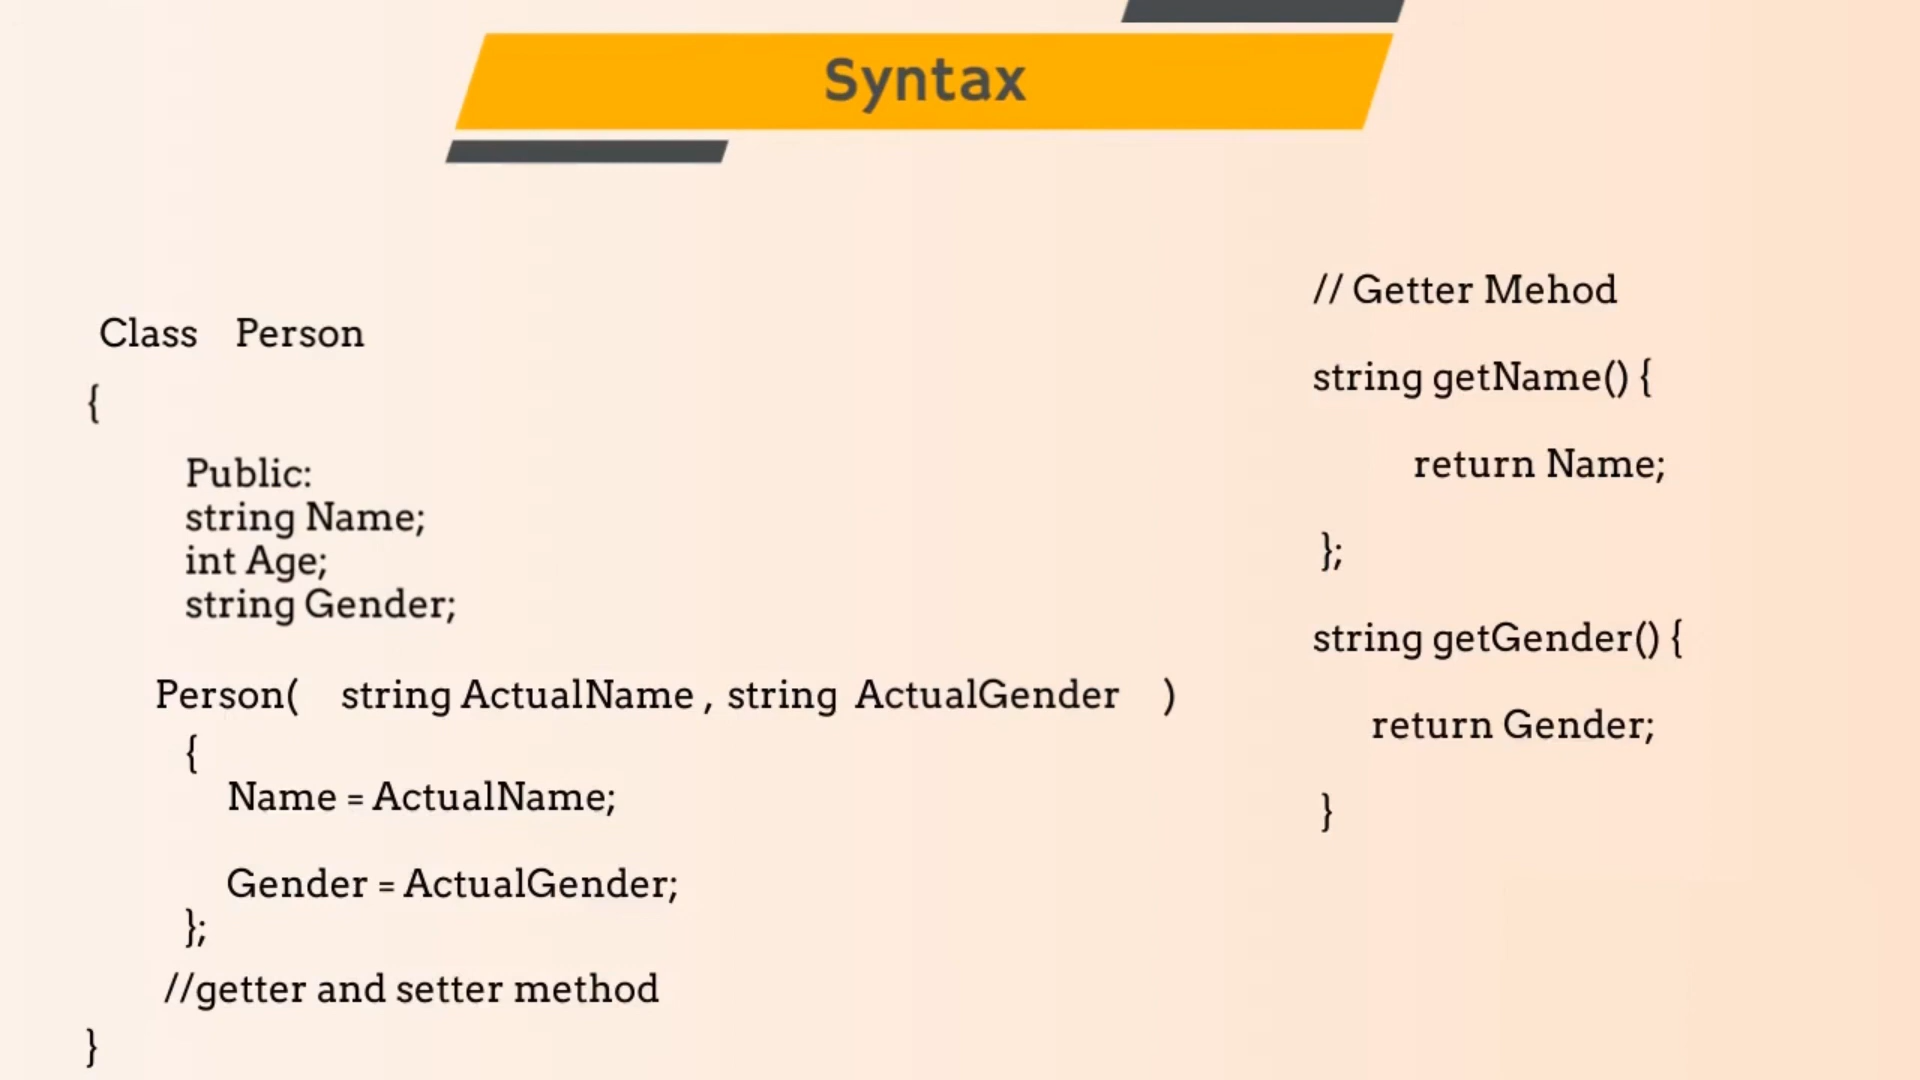 Syntax
Class Person
{
Public:
string Name;
int Age;
string Gender;
Person( string ActualName , string ActualGender )
{
Name = ActualName;
Gender = ActualGender;
};
//getter and setter method
}
// Getter Mehod
string getName() {
return Name;
};
string getGender() {
return Gender;
}